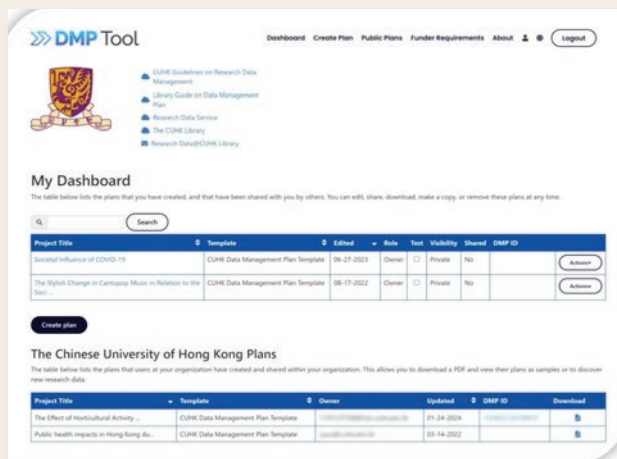 DMP Tool
Dashboard Create Plan Public Plans Funder Requirements About Logout
CUHK Guidelines on Research Data
Management
Library Guide on Data Management
Plan
Research Data Service
The CUHK Library
Research Data@CUHK Library
My Dashboard
The table below lists the plans that you have created, and that have been shared with you by others. You can edit, share, download, make a copy, or remove these plans at any time.
Search
Project Title Template Edited Role Test Visibility Shared DMP ID
Societal Influence of COVID-19 CUHK Data Management Plan Template 06-27-2023 Owner Private No Actions
The Stylish Change in Cantopop Music in Relation to the CUHK Data Management Plan Template 08-17-2022 Owner Private No Actions
Soci ...
Create plan
The Chinese University of Hong Kong Plans
The table below lists the plans that users at your organization have created and shared within your organization. This allows you to download a PDF and view their plans as samples or to discover
new research data.
Project Title Template Owner Updated DMP ID Download
The Effect of Horticultural Activity ... CUHK Data Management Plan Template 01-24-2024
Public health impacts in Hong Kong du... CUHK Data Management Plan Template 03-14-2022